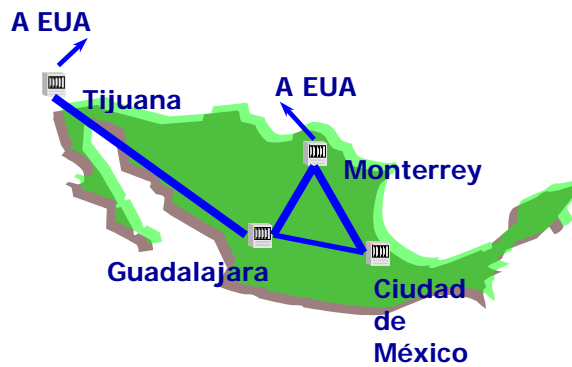 A EUA
Tijuana
A EUA
Monterrey
Guadalajara
Ciudad
de
México